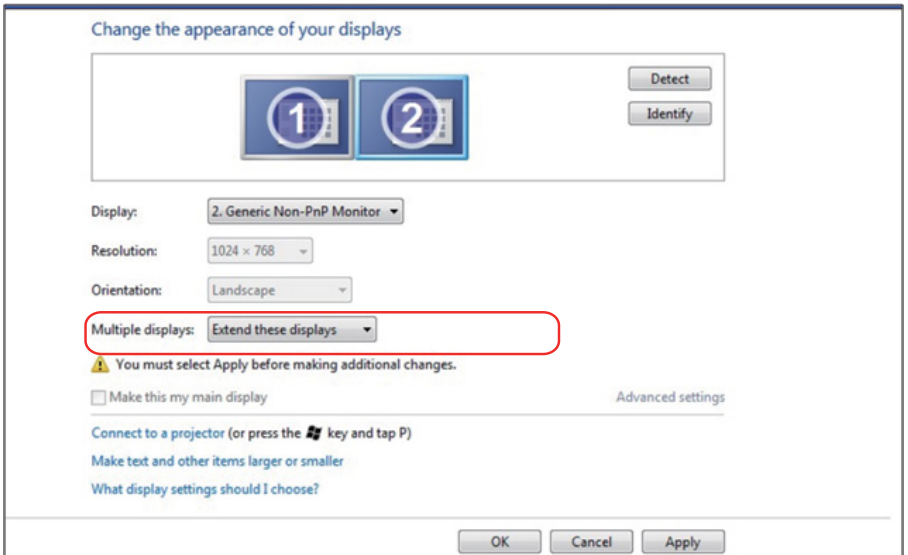 Change the appearance of your displays
1 2
Detect
Identify
Display: 2. Generic Non-PnP Monitor
Resolution: 1024 × 768
Orientation: Landscape
Multiple displays: Extend these displays
You must select Apply before making additional changes.
Make this my main display Advanced settings
Connect to a projector (or press the key and tap P)
Make text and other items larger or smaller
What display settings should I choose?
OK Cancel Apply